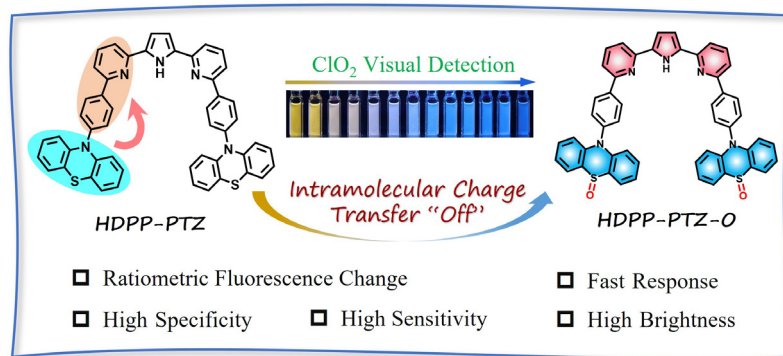 N
N
H
N
N
S
N
S
HDPP-PTZ
ClO2 Visual Detection
Intramolecular Charge
Transfer "Off"
N
N
H
N
N
S
O
N
S
O
HDPP-PTZ-O
Ratiometric Fluorescence Change
Fast Response
High Specificity
High Sensitivity
High Brightness